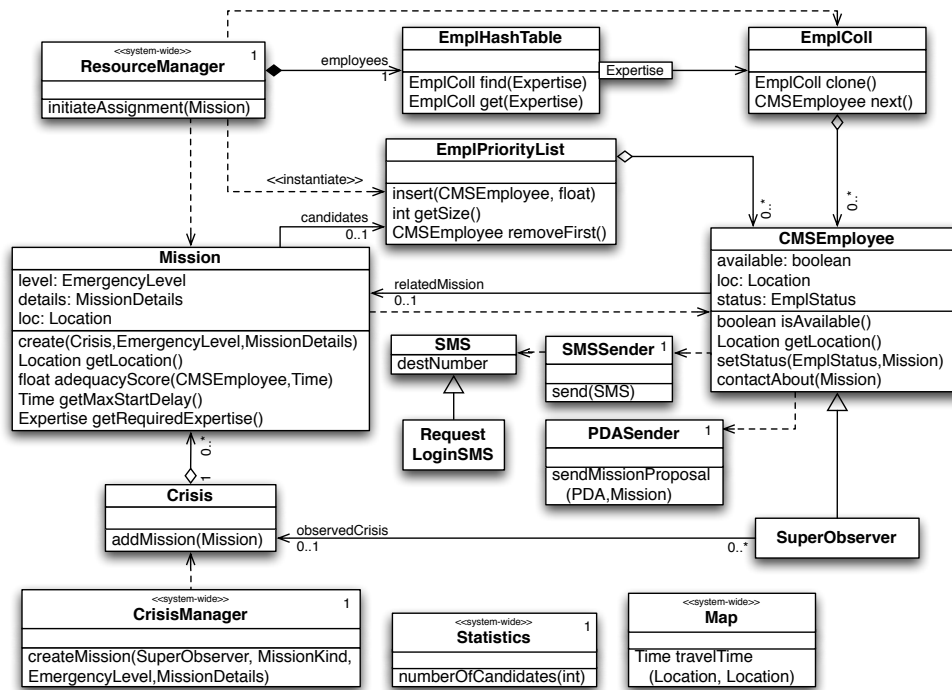 <<system-wide>>
1
ResourceManager
initiateAssignment(Mission)
employees
1
EmplHashTable
EmplColl find(Expertise)
EmplColl get(Expertise)
Expertise
EmplColl
EmplColl clone()
CMSEmployee next()
<<instantiate>>
EmplPriorityList
insert(CMSEmployee, float)
int getSize()
CMSEmployee removeFirst()
candidates
0..1
0..*
0..*
Mission
level: EmergencyLevel
details: MissionDetails
loc: Location
create(Crisis,EmergencyLevel,MissionDetails)
Location getLocation()
float adequacyScore(CMSEmployee,Time)
Time getMaxStartDelay()
Expertise getRequiredExpertise()
relatedMission
0..1
CMSEmployee
available: boolean
loc: Location
status: EmplStatus
boolean isAvailable()
Location getLocation()
setStatus(EmplStatus,Mission)
contactAbout(Mission)
SMS
destNumber
SMSSender
1
send(SMS)
Request
LoginSMS
PDASender
1
sendMissionProposal
(PDA,Mission)
0..*
1
Crisis
addMission(Mission)
observedCrisis
0..1
0..*
SuperObserver
<<system-wide>>
1
CrisisManager
createMission(SuperObserver, MissionKind,
EmergencyLevel,MissionDetails)
<<system-wide>>
1
Statistics
numberOfCandidates(int)
<<system-wide>>
Map
Time travelTime
(Location, Location)